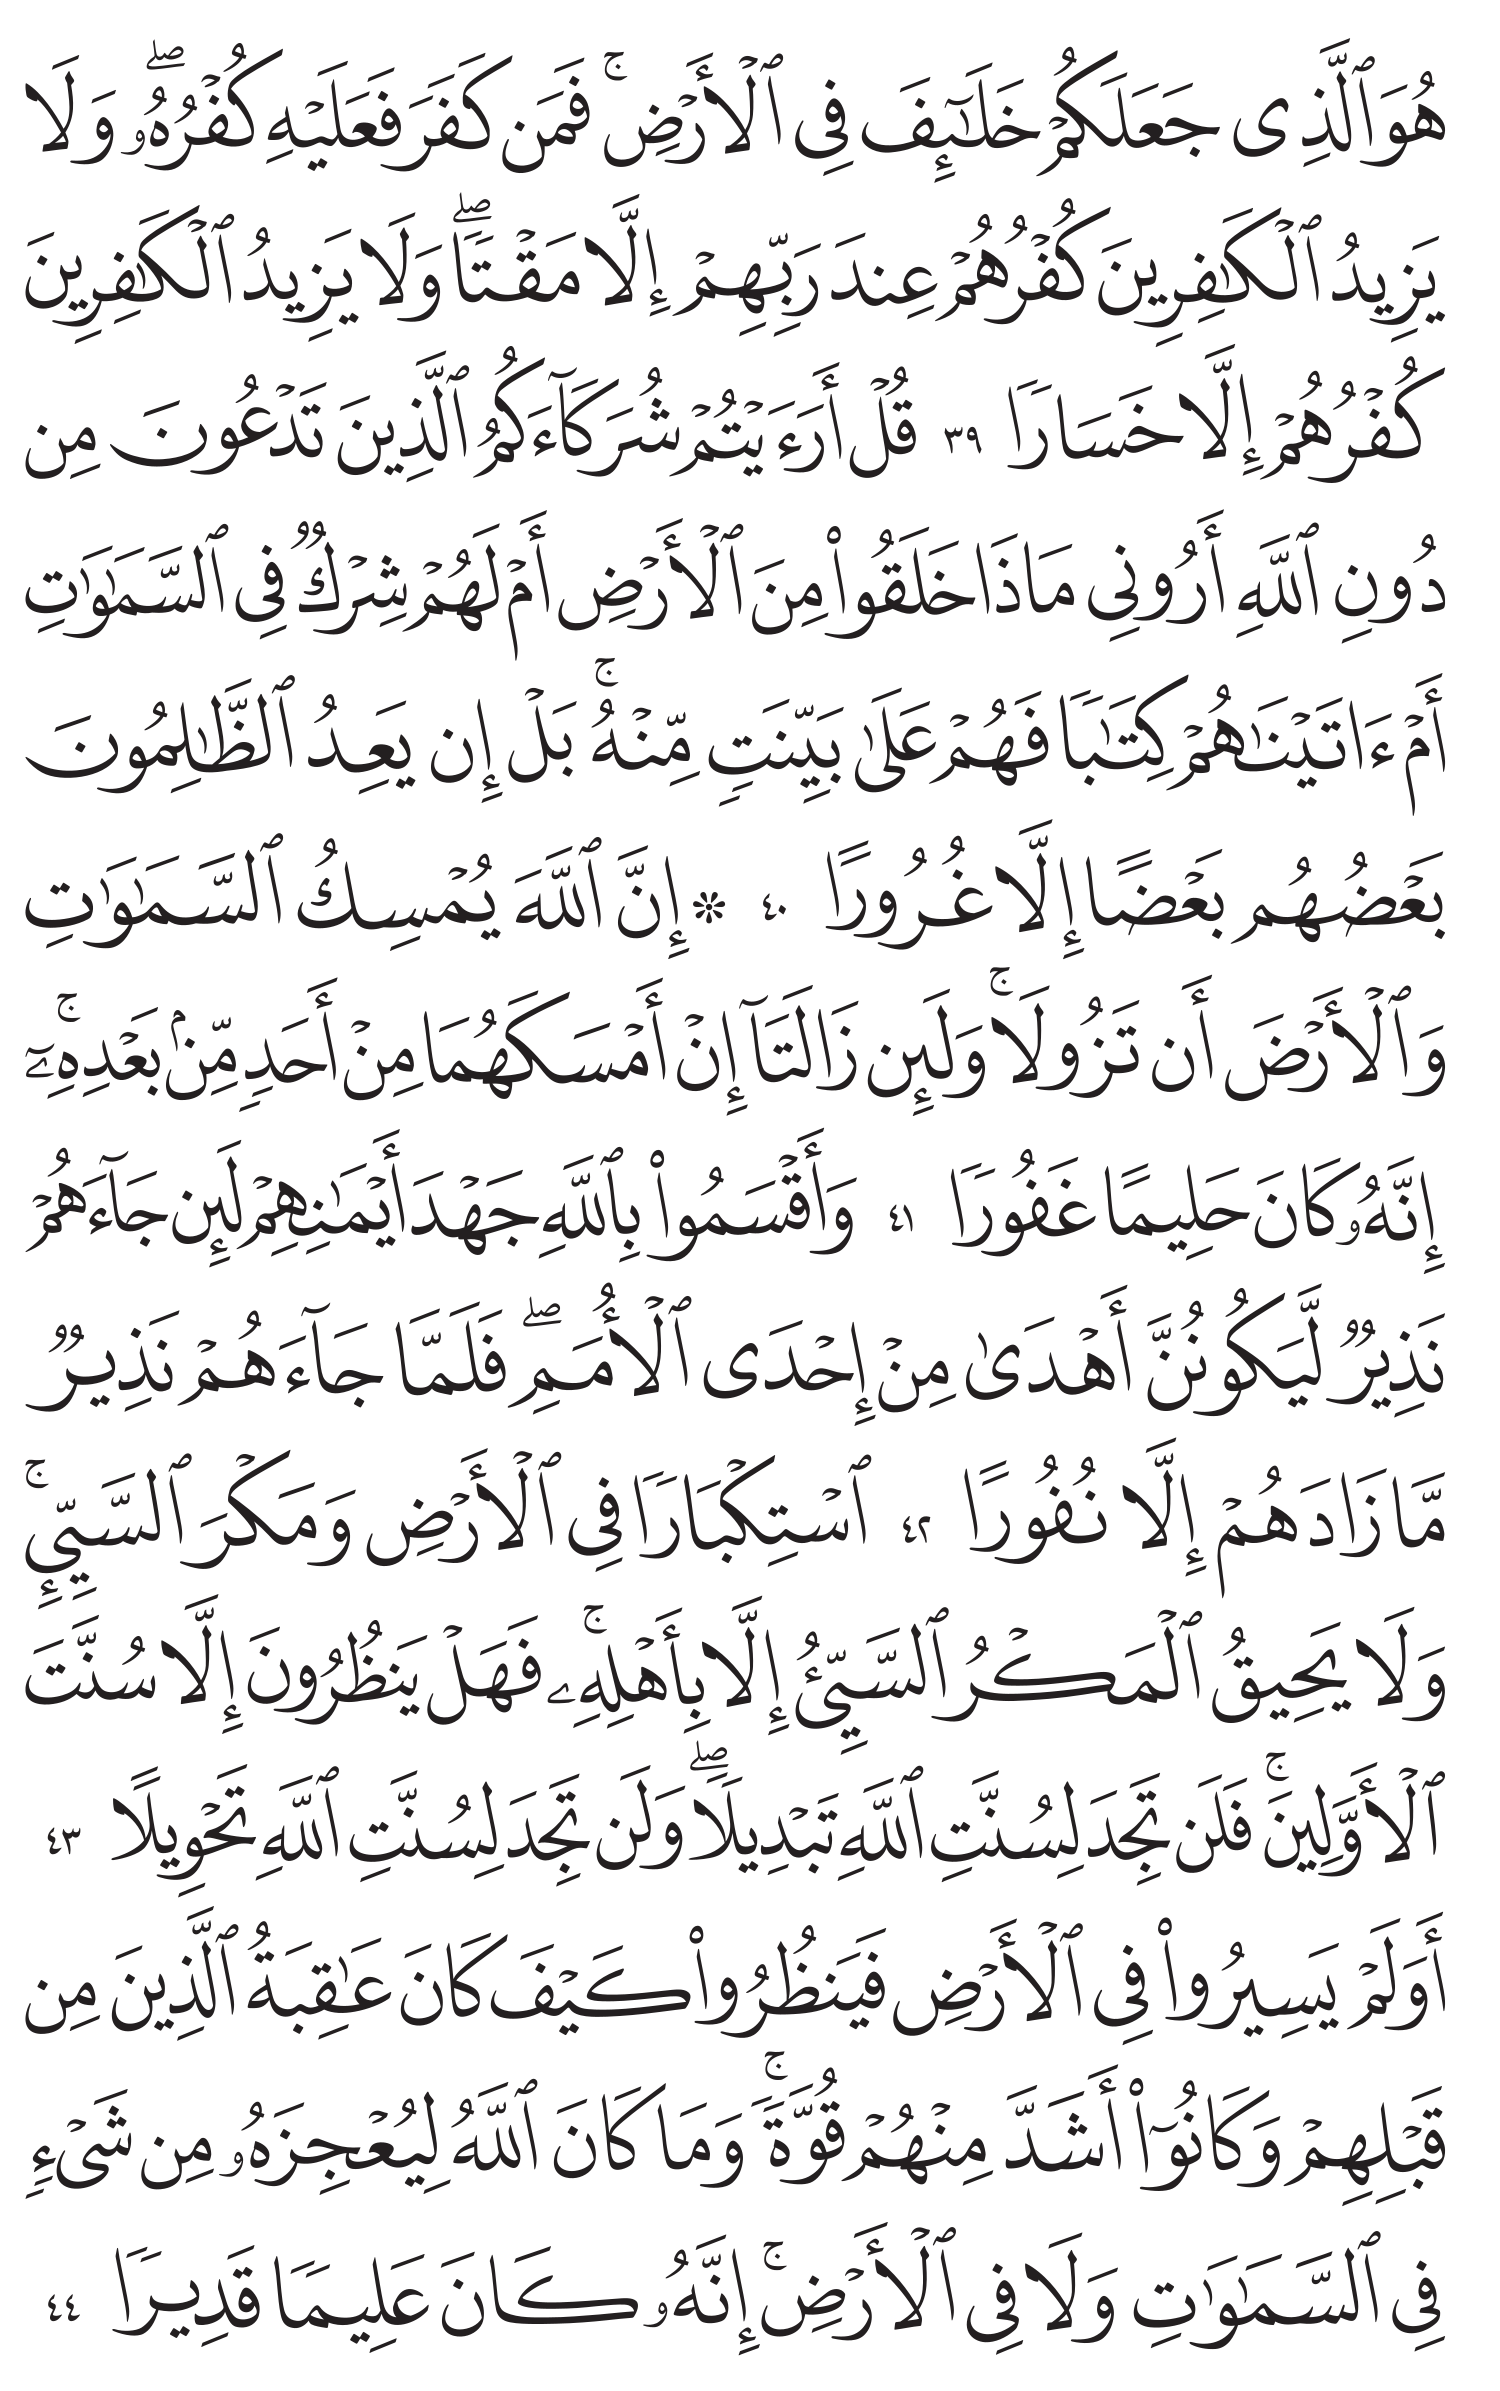 هُوَ ٱلَّذِى جَعَلَكُمۡ خَلَـٰٓئِفَ فِى ٱلۡأَرۡضِۚ فَمَن كَفَرَ فَعَلَيۡهِ كُفۡرُهُۥۖ وَلَا
يَزِيدُ ٱلۡكَـٰفِرِينَ كُفۡرُهُمۡ عِندَ رَبِّهِمۡ إِلَّا مَقۡتࣰاۖ وَلَا يَزِيدُ ٱلۡكَـٰفِرِينَ
كُفۡرُهُمۡ إِلَّا خَسَارࣰا ٣٩ قُلۡ أَرَءَيۡتُمۡ شُرَكَاۤءَكُمُ ٱلَّذِينَ تَدۡعُونَ مِن
دُونِ ٱللَّهِ أَرُونِى مَاذَا خَلَقُوا۟ مِنَ ٱلۡأَرۡضِ أَمۡ لَهُمۡ شِرۡكࣱ فِى ٱلسَّمَـٰوَٰتِ
أَمۡ ءَاتَيۡنَـٰهُمۡ كِتَـٰبࣰا فَهُمۡ عَلَىٰ بَيِّنَتࣲ مِّنۡهُۚ بَلۡ إِن يَعِدُ ٱلظَّـٰلِمُونَ
بَعۡضُهُم بَعۡضًا إِلَّا غُرُورًا ٤٠ ۞ إِنَّ ٱللَّهَ يُمۡسِكُ ٱلسَّمَـٰوَٰتِ
وَٱلۡأَرۡضَ أَن تَزُولَاۚ وَلَئِن زَالَتَاۤ إِنۡ أَمۡسَكَهُمَا مِنۡ أَحَدࣲ مِّنۢ بَعۡدِهِۦۤۚ
إِنَّهُۥ كَانَ حَلِيمًا غَفُورࣰا ٤١ وَأَقۡسَمُوا۟ بِٱللَّهِ جَهۡدَ أَيۡمَـٰنِهِمۡ لَئِن جَاۤءَهُمۡ
نَذِيرࣱ لَّيَكُونُنَّ أَهۡدَىٰ مِنۡ إِحۡدَى ٱلۡأُمَمِۖ فَلَمَّا جَاۤءَهُمۡ نَذِيرࣱ
مَّا زَادَهُمۡ إِلَّا نُفُورًا ٤٢ ٱسۡتِكۡبَارࣰا فِى ٱلۡأَرۡضِ وَمَكۡرَ ٱلسَّيِّئِۚ
وَلَا يَحِيقُ ٱلۡمَكۡرُ ٱلسَّيِّئُ إِلَّا بِأَهۡلِهِۦۚ فَهَلۡ يَنظُرُونَ إِلَّا سُنَّتَ
ٱلۡأَوَّلِينَۚ فَلَن تَجِدَ لِسُنَّتِ ٱللَّهِ تَبۡدِيلࣰاۖ وَلَن تَجِدَ لِسُنَّتِ ٱللَّهِ تَحۡوِيلًا ٤٣
أَوَلَمۡ يَسِيرُوا۟ فِى ٱلۡأَرۡضِ فَيَنظُرُوا۟ كَيۡفَ كَانَ عَـٰقِبَةُ ٱلَّذِينَ مِن
قَبۡلِهِمۡ وَكَانُوۤا۟ أَشَدَّ مِنۡهُمۡ قُوَّةࣰۚ وَمَا كَانَ ٱللَّهُ لِيُعۡجِزَهُۥ مِن شَىۡءࣲ
فِى ٱلسَّمَـٰوَٰتِ وَلَا فِى ٱلۡأَرۡضِۚ إِنَّهُۥ كَانَ عَلِيمࣰا قَدِيرࣰا ٤٤